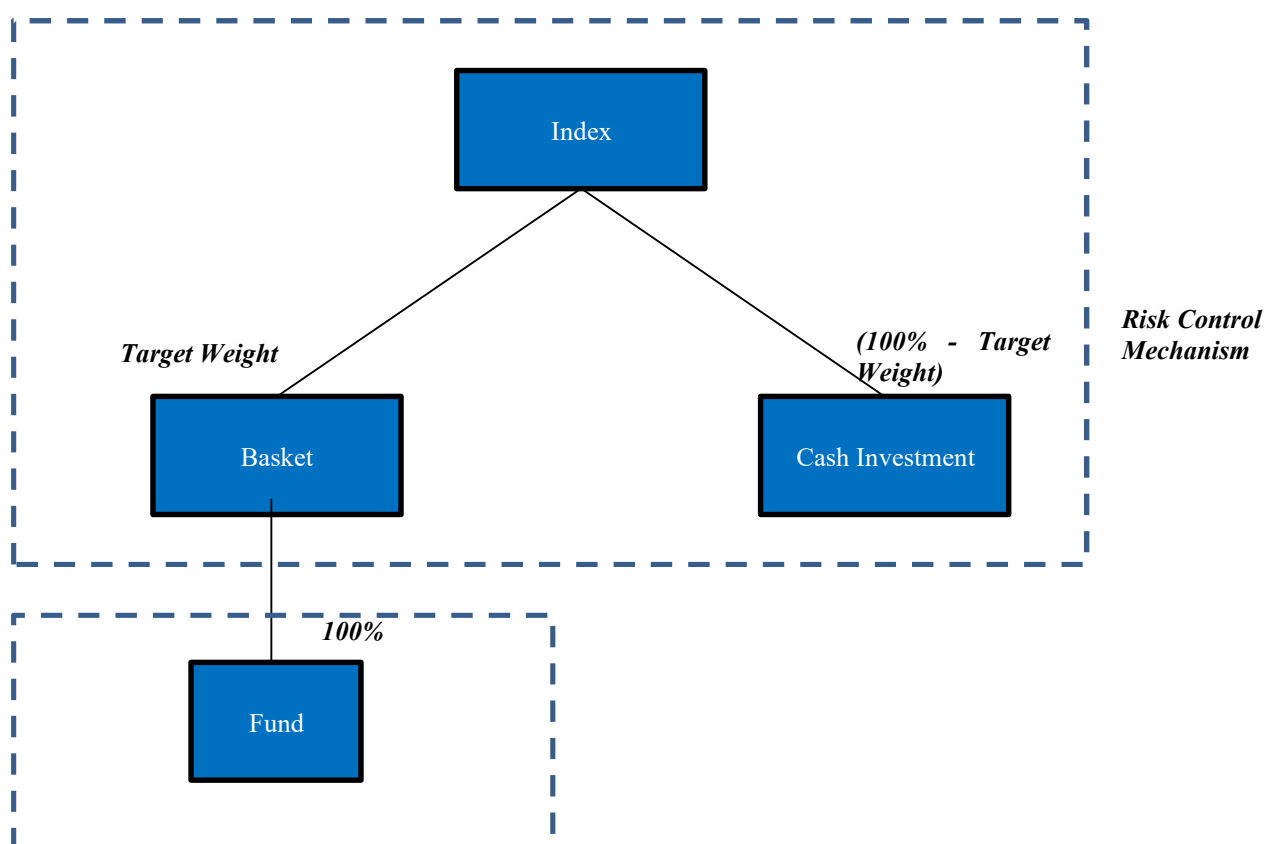 Index
Risk Control
Mechanism
(100% - Target
Weight)
Target Weight
Basket
Cash Investment
100%
Fund